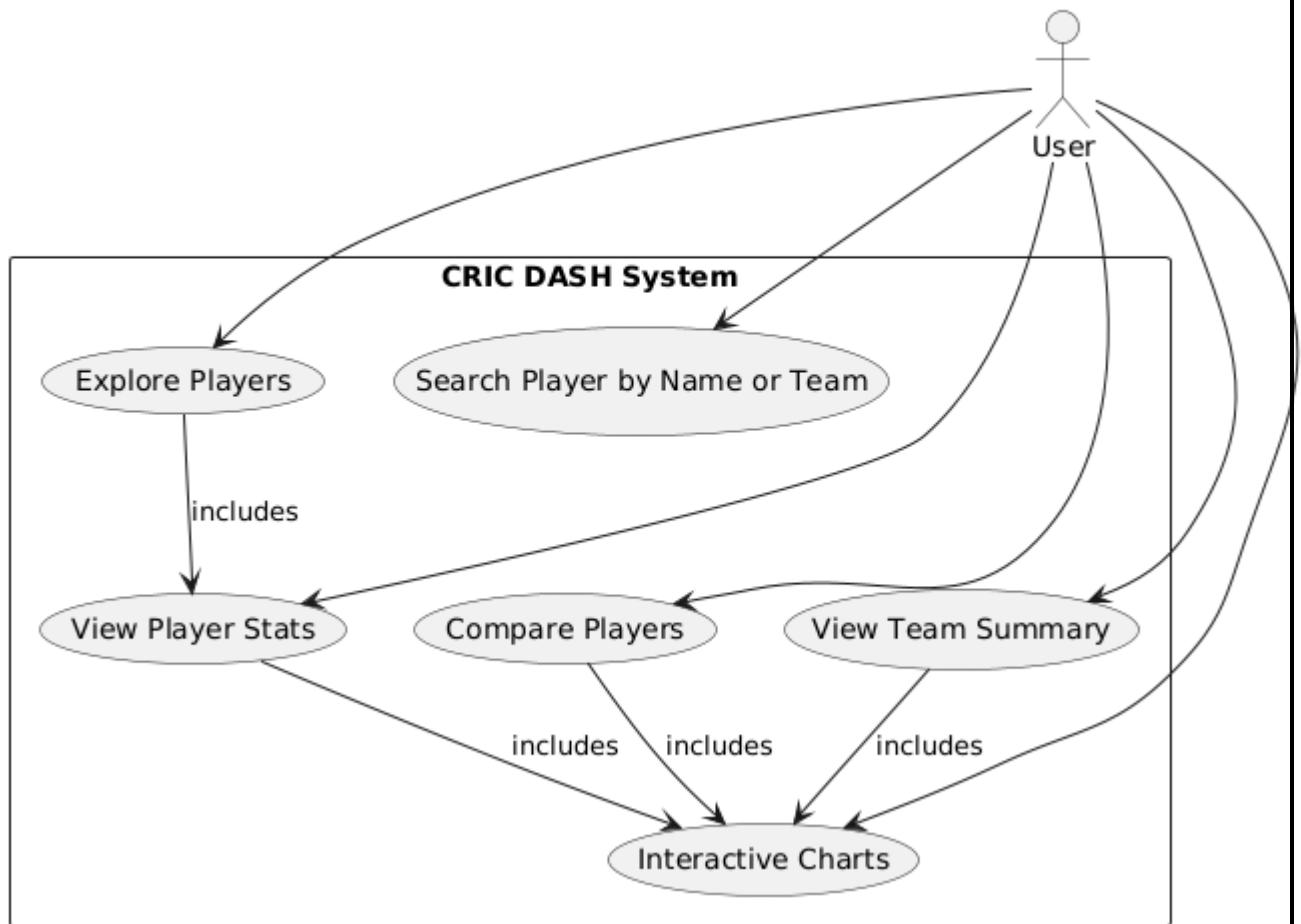 User
CRIC DASH System
Explore Players
Search Player by Name or Team
includes
View Player Stats
Compare Players
View Team Summary
includes
includes
includes
Interactive Charts